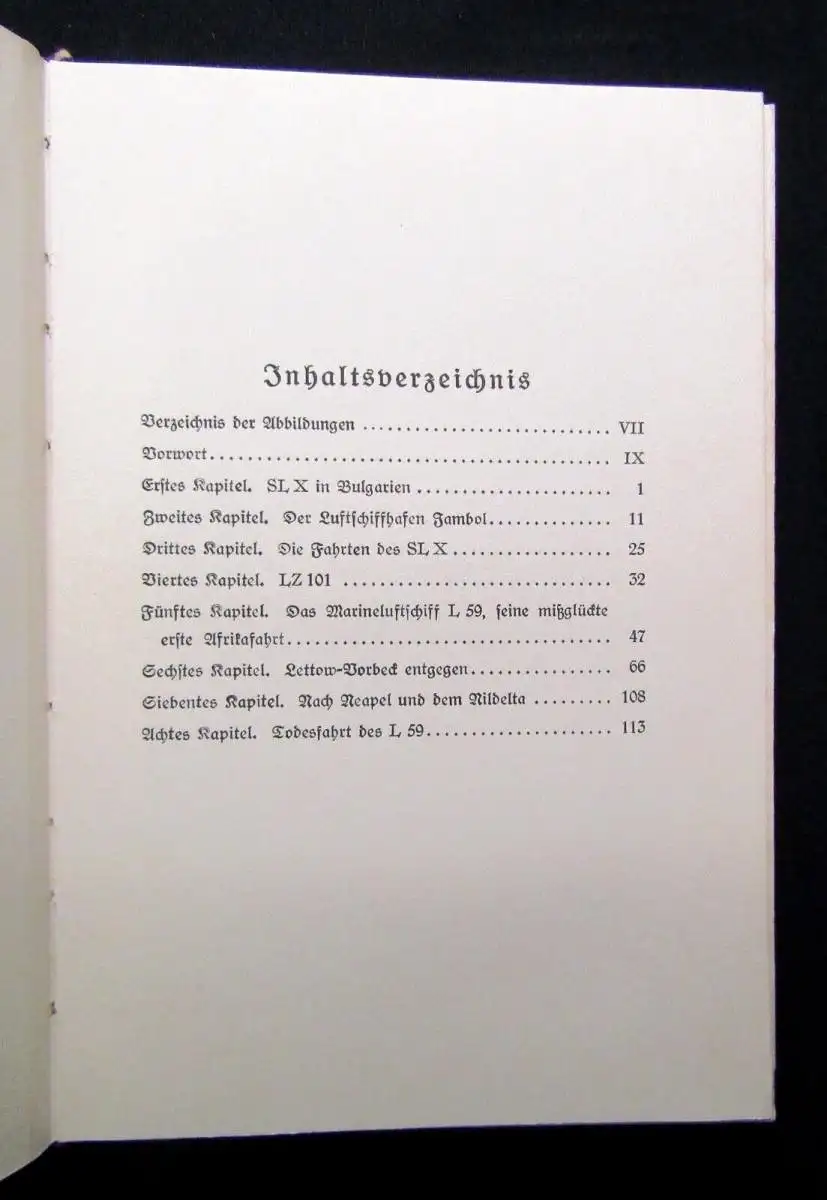 Inhaltsverzeichnis
Verzeichnis der Abbildungen ............................ VII
Vorwort............................................. IX
Erstes Kapitel. SL X in Bulgarien ....................... 1
Zweites Kapitel. Der Luftschiffhafen Jambol.............. 11
Drittes Kapitel. Die Fahrten des SL X................... 25
Viertes Kapitel. LZ 101 ............................... 32
Fünftes Kapitel. Das Marineluftschiff L 59, seine mißglückte
erste Afrikafahrt..................................... 47
Sechstes Kapitel. Lettow-Vorbeck entgegen................. 66
Siebentes Kapitel. Nach Neapel und dem Nildelta ......... 108
Achtes Kapitel. Todesfahrt des L 59...................... 113